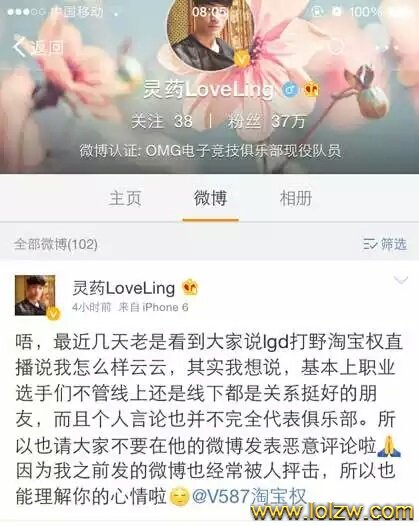 中国移动 08:05 100%
返回
灵药LoveLing
关注 38 | 粉丝 37万
微博认证: OMG电子竞技俱乐部现役队员
主页 微博 相册
全部微博(102) 筛选
灵药LoveLing
4小时前 来自 iPhone 6
唔，最近几天老是看到大家说lgd打野淘宝权直
播说我怎么样云云，其实我想说，基本上职业
选手们不管线上还是线下都是关系挺好的朋
友，而且个人言论也并不完全代表俱乐部。所
以也请大家不要在他的微博发表恶意评论啦🙏
因为我之前发的微博也经常被人抨击，所以也
能理解你的心情啦😌@V587淘宝权
www.lolzw.com